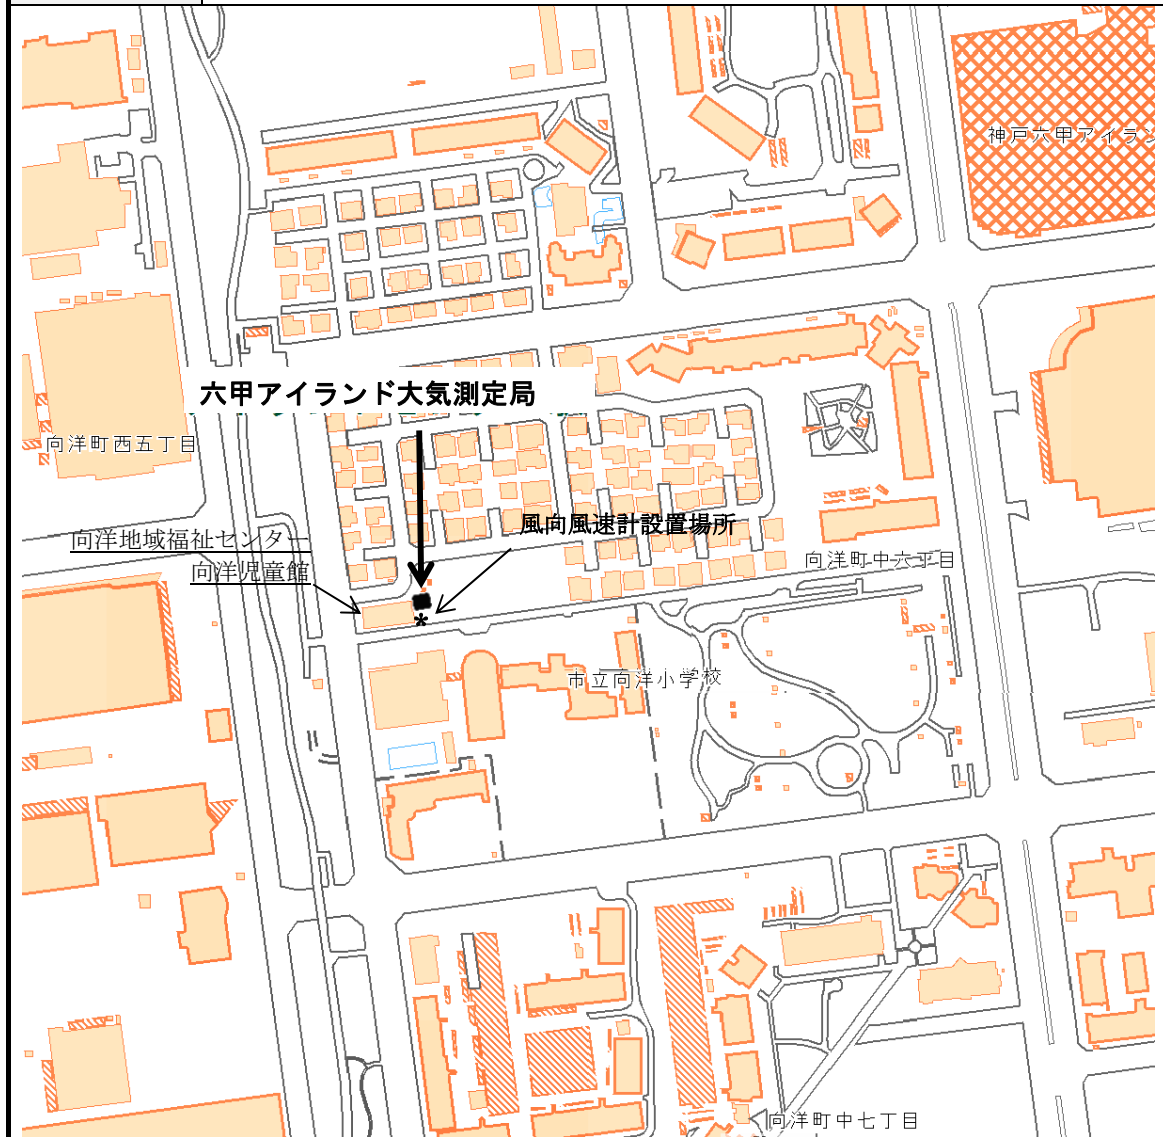 神戸六甲アイラン
六甲アイランド大気測定局
向洋町西五丁目
風向風速計設置場所
向洋地域福祉センター
向洋児童館
向洋町中六丁目
*
市立向洋小学校
向洋町中七丁目